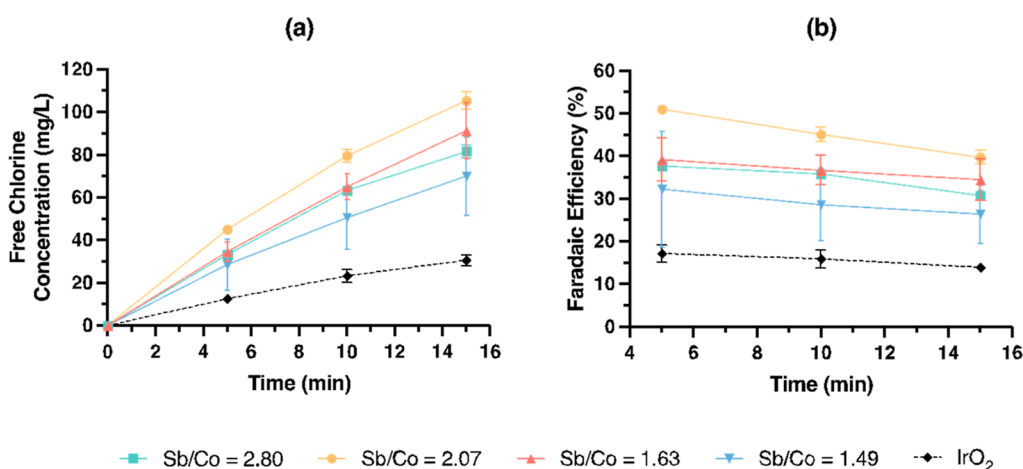 (a)
Free Chlorine
Concentration (mg/L)
120
100
80
60
40
20
0
0 2 4 6 8 10 12 14 16
Time (min)
(b)
Faradaic Efficiency (%)
60
50
40
30
20
10
0
4 6 8 10 12 14 16
Time (min)
Sb/Co = 2.80 Sb/Co = 2.07 Sb/Co = 1.63 Sb/Co = 1.49 IrO₂